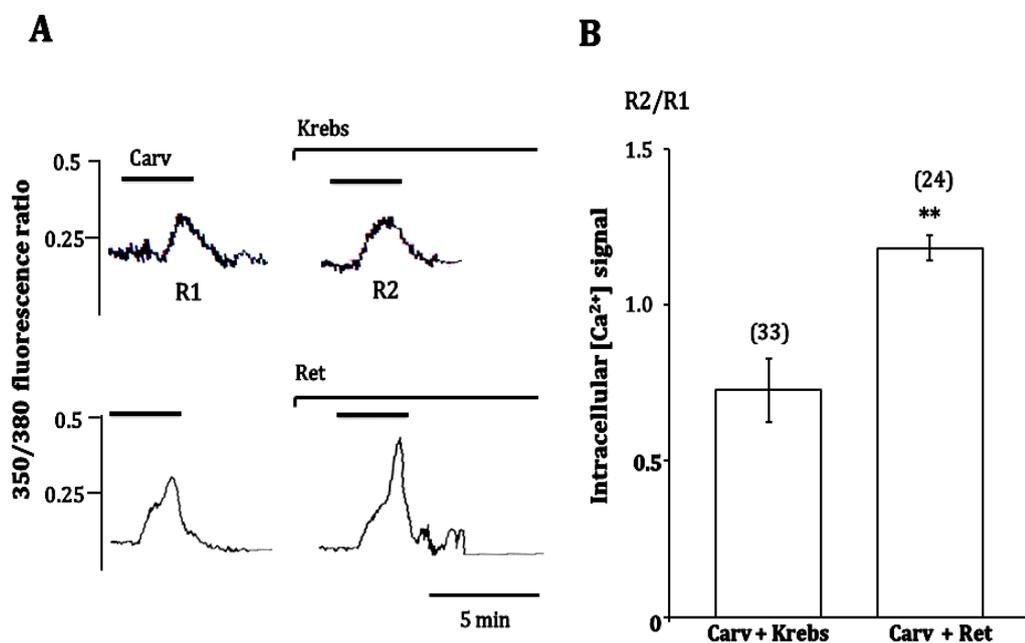 A
350/380 fluorescence ratio
0.5
0.25
Carv
Krebs
R1
R2
0.5
0.25
Ret
5 min
B
R2/R1
Intracellular [Ca²⁺] signal
1.5
1.0
0.5
0
(33)
(24)
**
Carv + Krebs
Carv + Ret